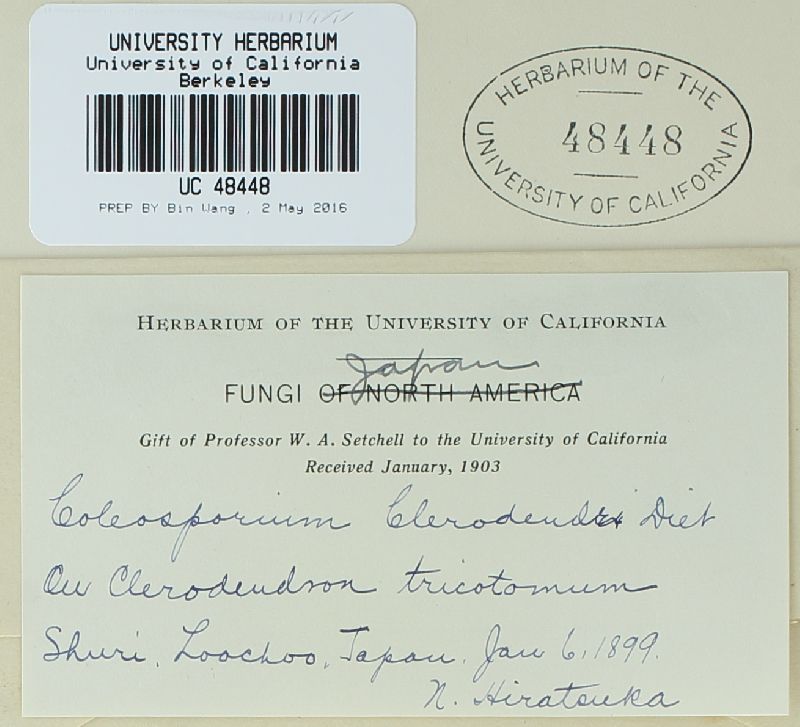 UNIVERSITY HERBARIUM
University of California
Berkeley
UC 48448
PREP BY Bin Wang , 2 May 2016
HERBARIUM OF THE
48448
UNIVERSITY OF CALIFORNIA
HERBARIUM OF THE UNIVERSITY OF CALIFORNIA
Japan
FUNGI OF NORTH AMERICA
Gift of Professor W. A. Setchell to the University of California
Received January, 1903
Coleosporium Clerodendri Diet
On Clerodendron tricotomum
Shuri, Loochoo, Japan. Jan 6, 1899.
N. Hiratsuka